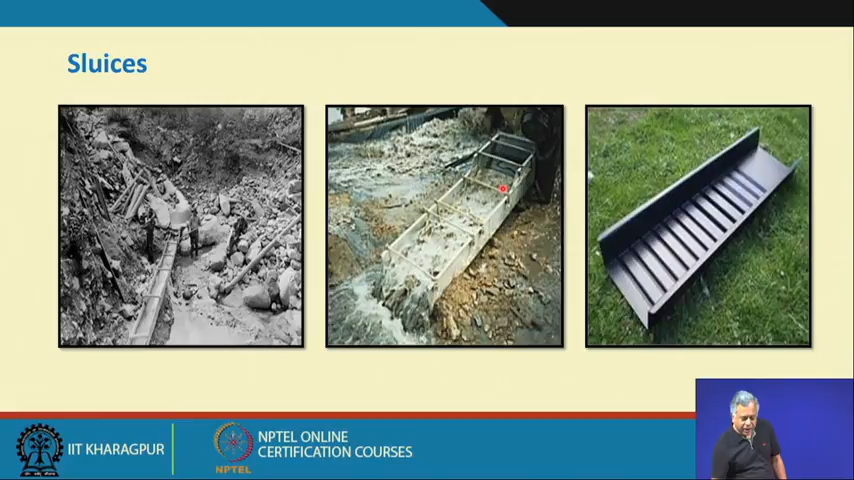 Sluices
IIT KHARAGPUR
NPTEL
NPTEL ONLINE
CERTIFICATION COURSES